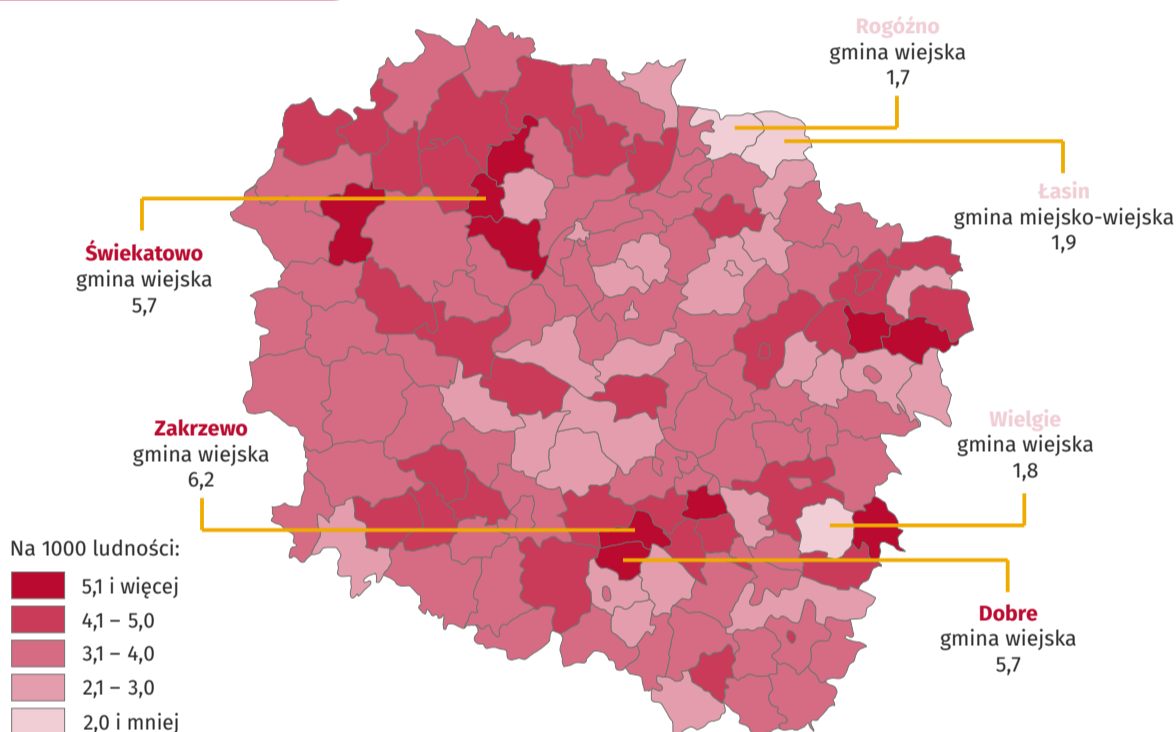 Rogóźno
gmina wiejska
1,7
Łasin
gmina miejsko-wiejska
1,9
Świekatowo
gmina wiejska
5,7
Zakrzewo
gmina wiejska
6,2
Wielgie
gmina wiejska
1,8
Dobre
gmina wiejska
5,7
Na 1000 ludności:
5,1 i więcej
4,1 – 5,0
3,1 – 4,0
2,1 – 3,0
2,0 i mniej